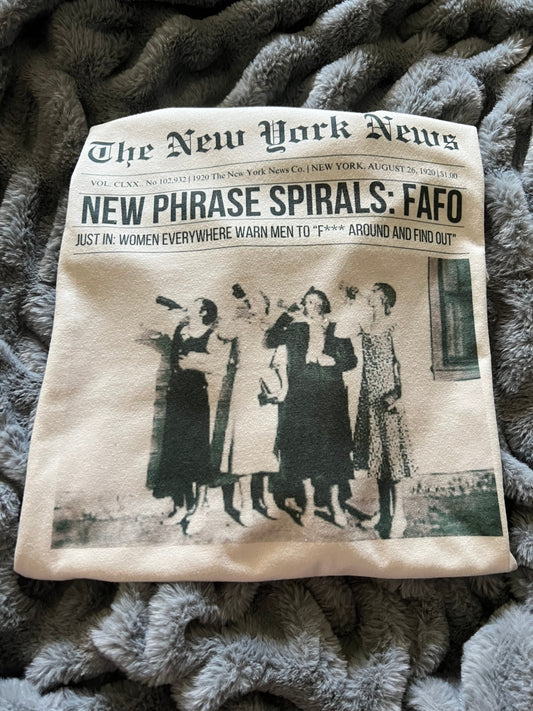 The New York News
VOL. CLXX. No 102,932 | 1920 The New York News Co. | NEW YORK, AUGUST 26, 1920 | $1.00
NEW PHRASE SPIRALS: FAFO
JUST IN: WOMEN EVERYWHERE WARN MEN TO "F*** AROUND AND FIND OUT"